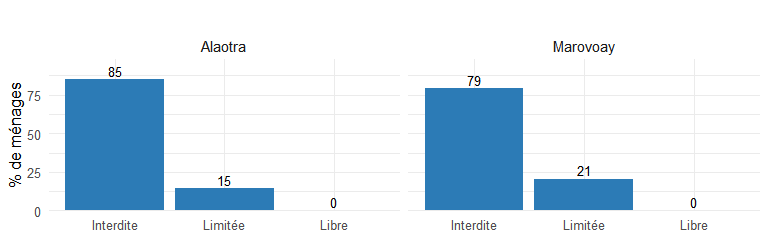 Alaotra
Marovoay
% de ménages
85
15
0
79
21
0
75
50
25
0
Interdite Limitée Libre
Interdite Limitée Libre